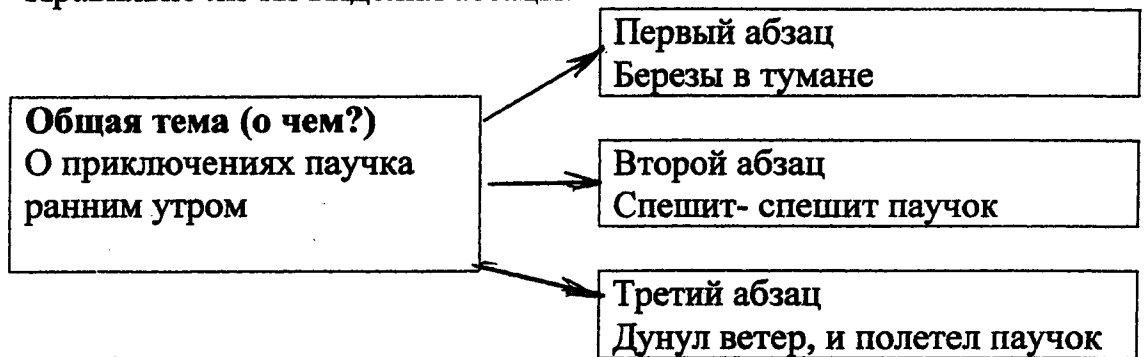 Общая тема (о чем?)
О приключениях паучка
ранним утром
Первый абзац
Березы в тумане
Второй абзац
Спешит- спешит паучок
Третий абзац
Дунул ветер, и полетел паучок